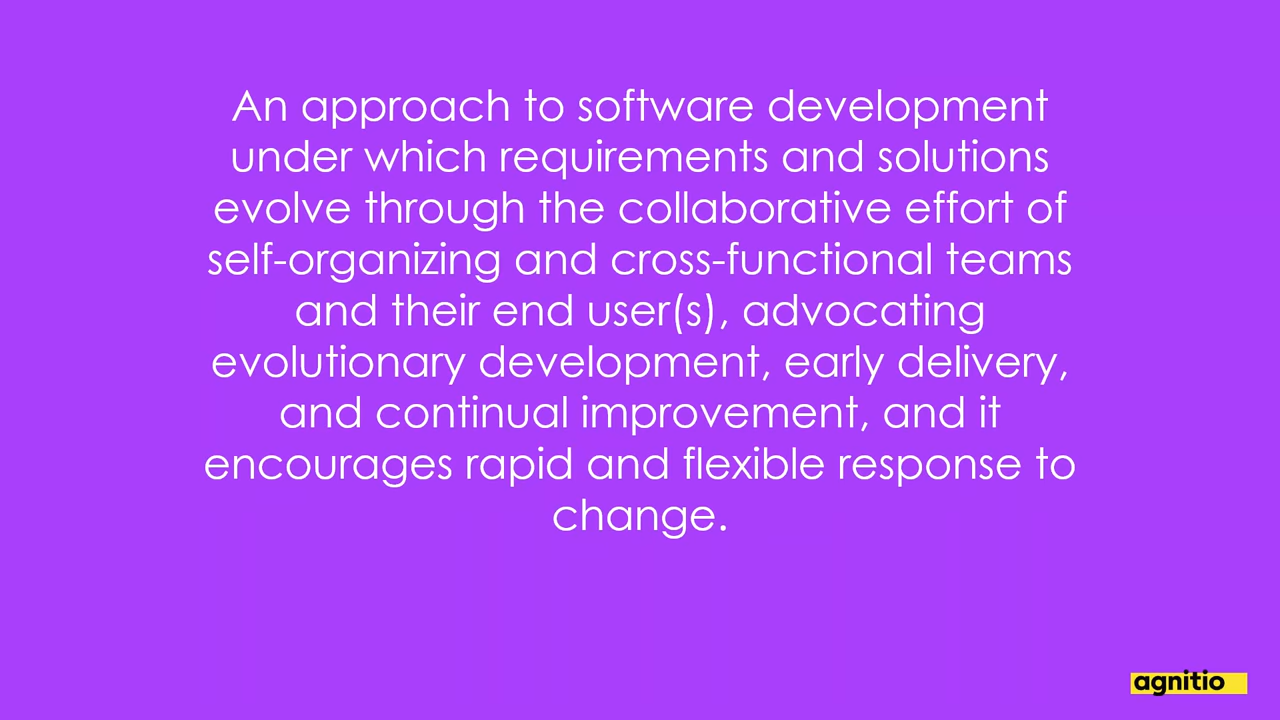 An approach to software development
under which requirements and solutions
evolve through the collaborative effort of
self-organizing and cross-functional teams
and their end user(s), advocating
evolutionary development, early delivery,
and continual improvement, and it
encourages rapid and flexible response to
change.
agnitio